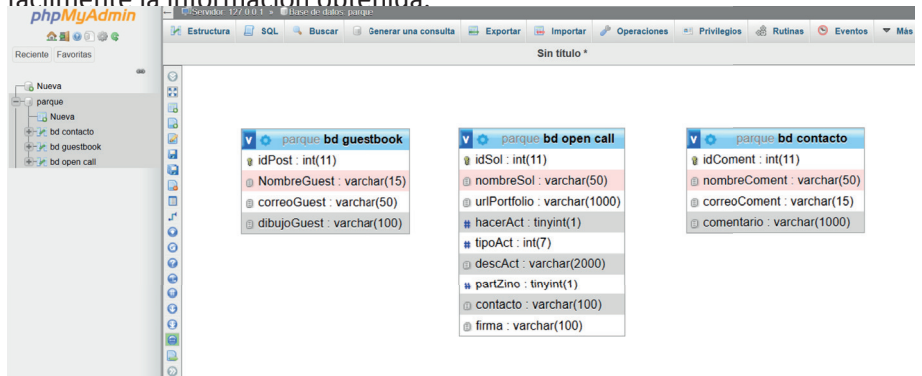 fácilmente la información obtenida.
phpMyAdmin
Reciente Favoritas
Nueva
parque
Nueva
bd contacto
bd guestbook
bd open call
Servidor: 127.0.0.1 » Base de datos: parque
Estructura SQL Buscar Generar una consulta Exportar Importar Operaciones Privilegios Rutinas Eventos Más
Sin título *
v parque bd guestbook
idPost : int(11)
NombreGuest : varchar(15)
correoGuest : varchar(50)
dibujoGuest : varchar(100)
v parque bd open call
idSol : int(11)
nombreSol : varchar(50)
urlPortfolio : varchar(1000)
# hacerAct : tinyint(1)
# tipoAct : int(7)
descAct : varchar(2000)
# partZino : tinyint(1)
contacto : varchar(100)
firma : varchar(100)
v parque bd contacto
idComent : int(11)
nombreComent : varchar(50)
correoComent : varchar(15)
comentario : varchar(1000)